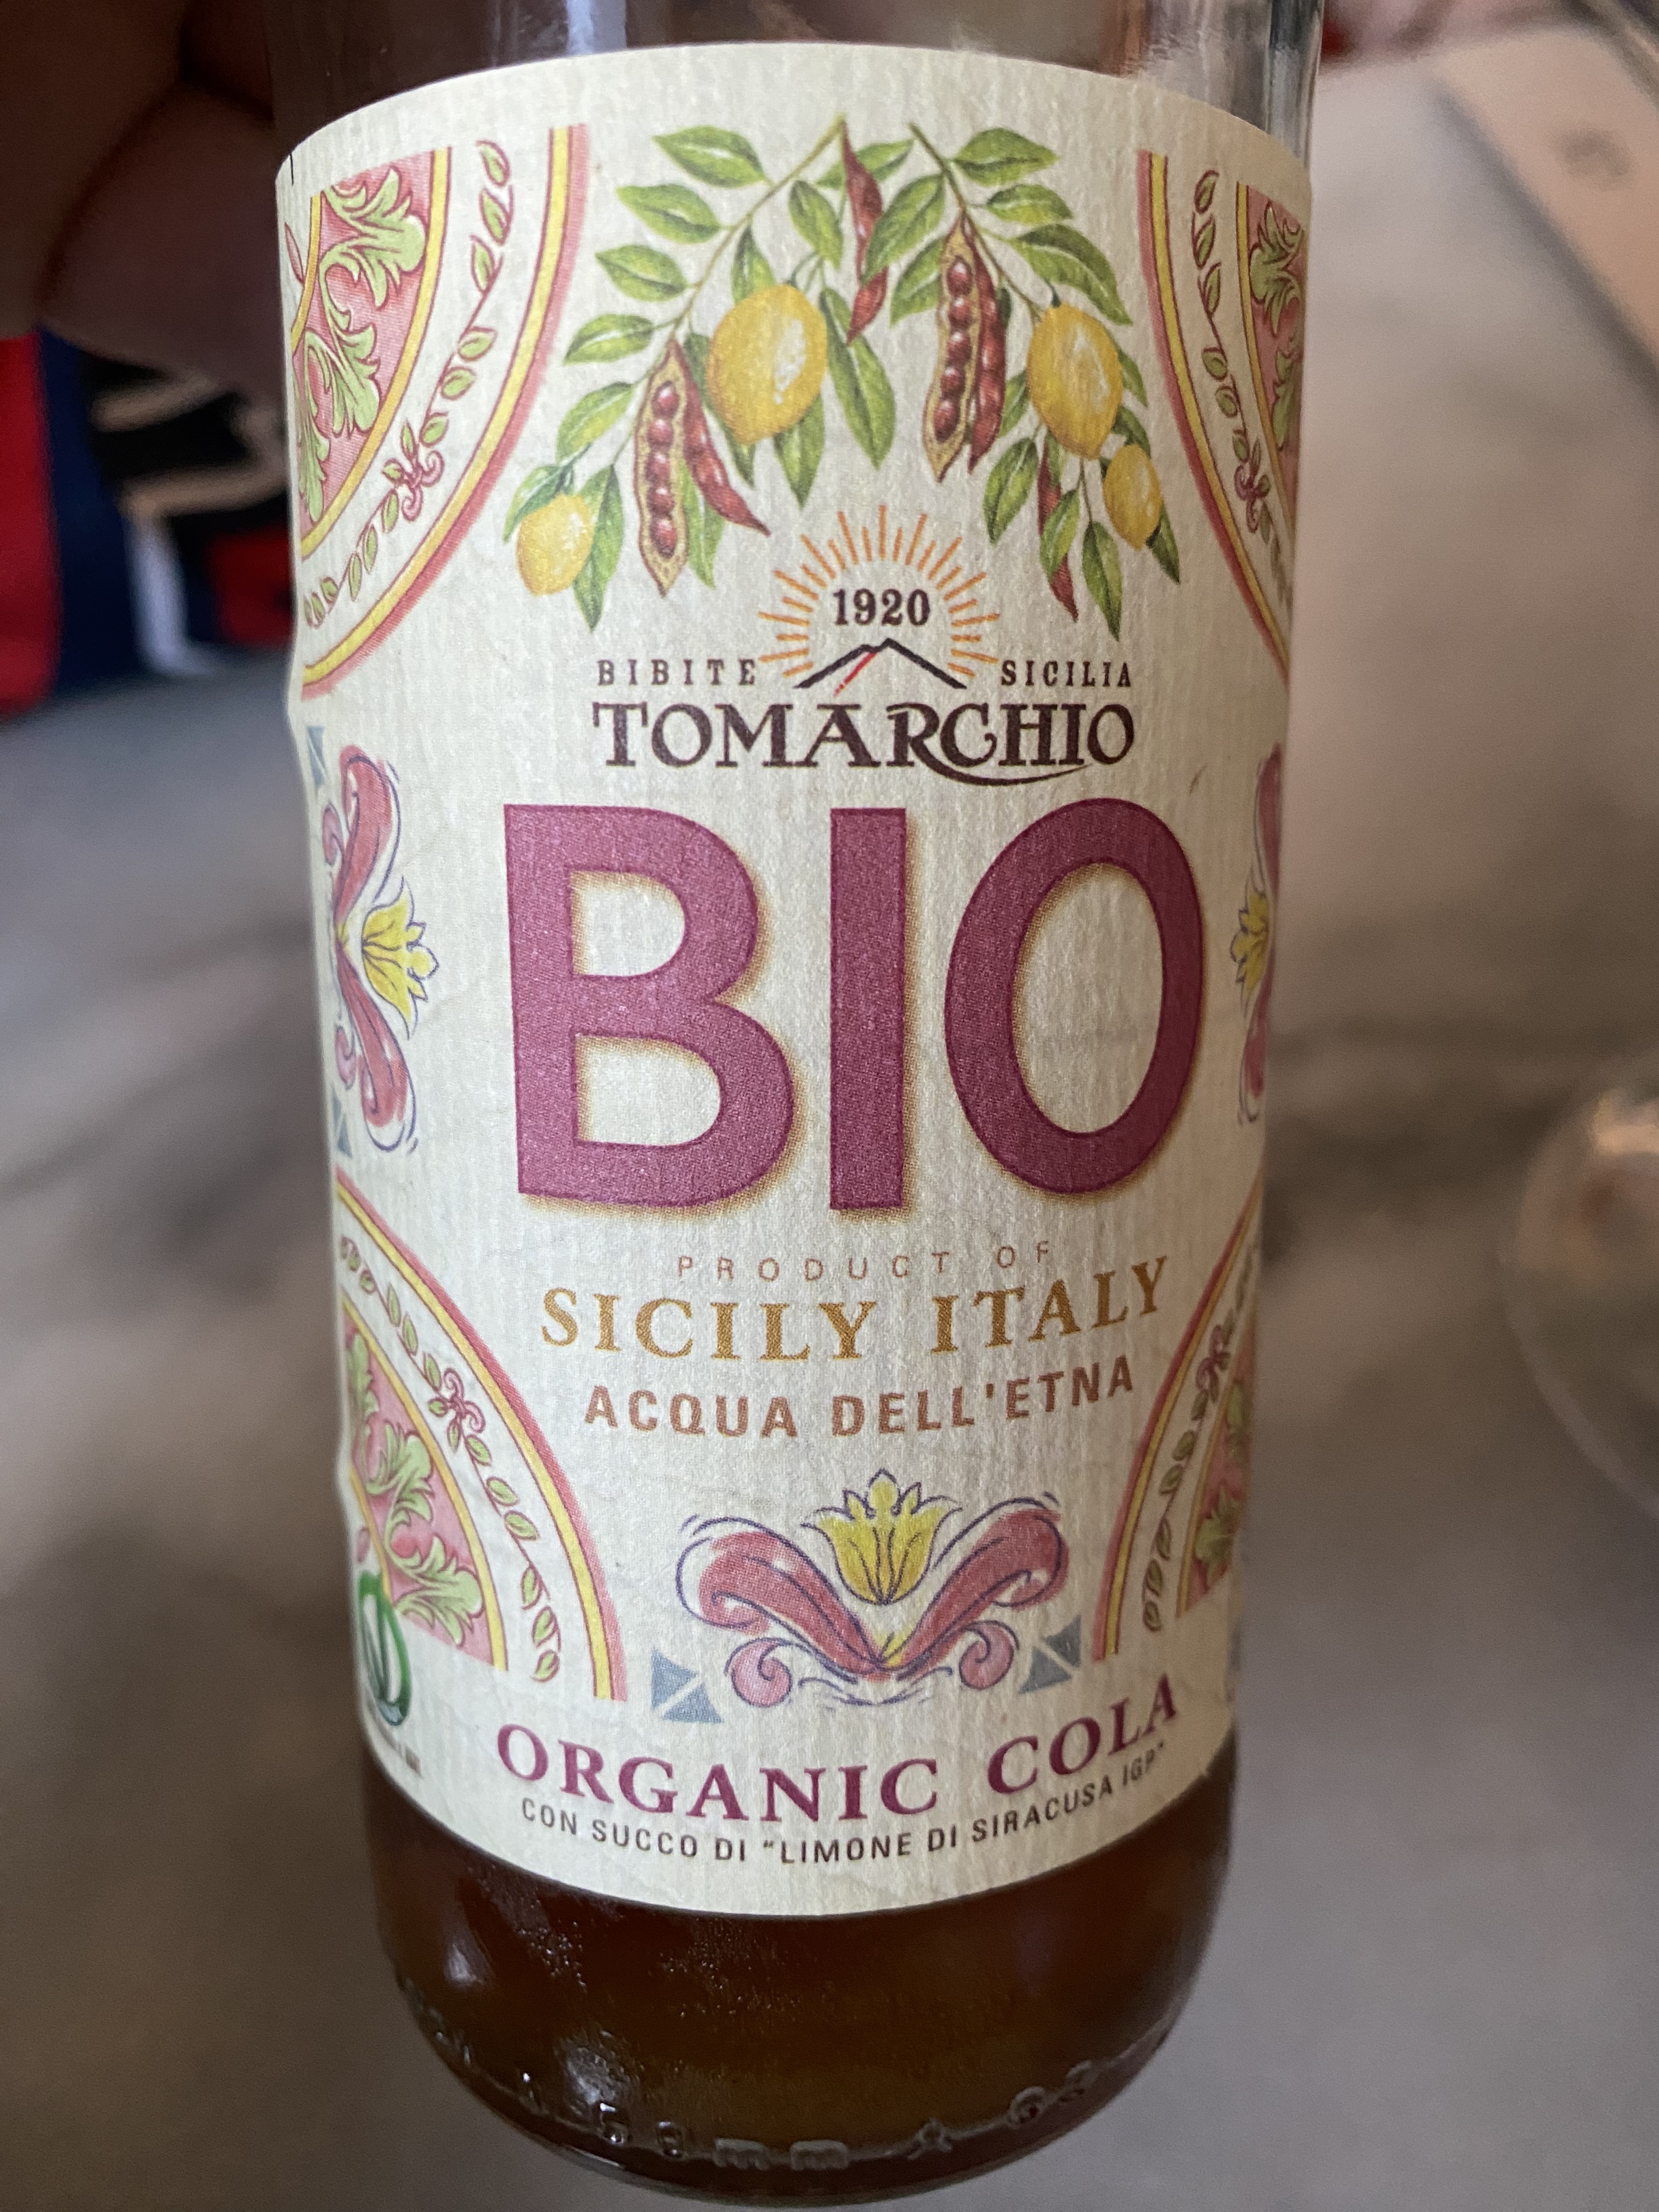 1920
BIBITE SICILIA
TOMARCHIO
BIO
PRODUCT OF
SICILY ITALY
ACQUA DELL'ETNA
ORGANIC COLA
CON SUCCO DI "LIMONE DI SIRACUSA IGP"